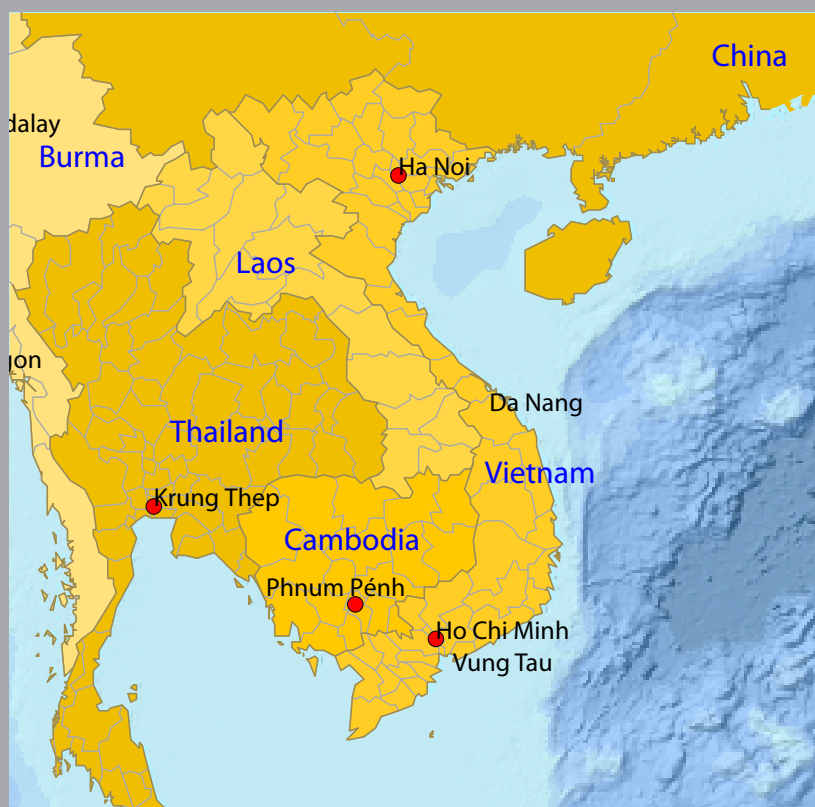 China
dalay
Burma
Ha Noi
Laos
gon
Da Nang
Thailand
Vietnam
Krung Thep
Cambodia
Phnum Pénh
Ho Chi Minh
Vung Tau